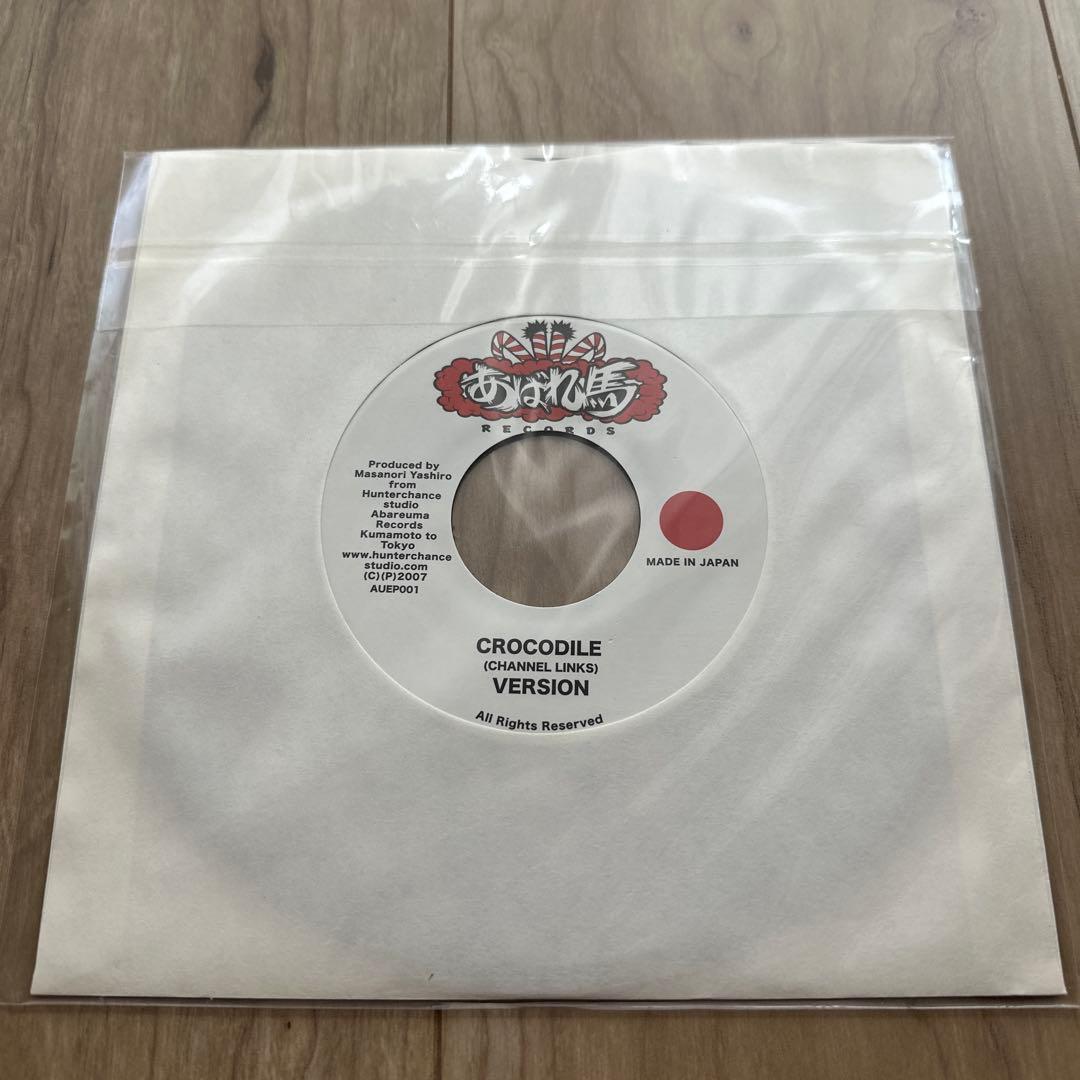 あばれ馬
RECORDS
Produced by
Masanori Yashiro
from
Hunterchance
studio
Abareuma
Records
Kumamoto to
Tokyo
www.hunterchance
studio.com
(C)(P)2007
AUEP001
MADE IN JAPAN
CROCODILE
(CHANNEL LINKS)
VERSION
All Rights Reserved